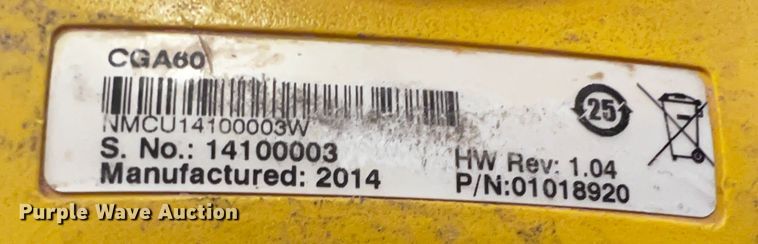 CGA60
NMCU14100003W
S. No.: 14100003
Manufactured: 2014
25
HW Rev: 1.04
P/N:01018920
Purple Wave Auction